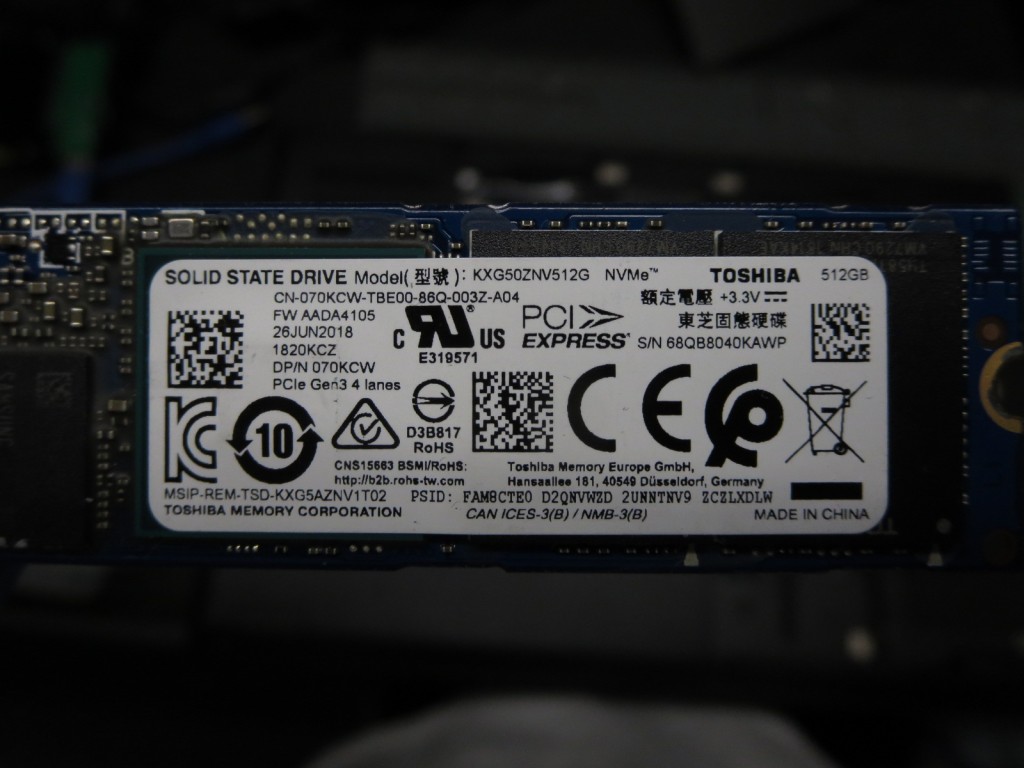 SOLID STATE DRIVE Model(型號): KXG50ZNV512G NVMe™ TOSHIBA 512GB
CN-070KCW-TBE00-86Q-003Z-A04
FW AADA4105
26JUN2018
1820KCZ
DP/N 070KCW
PCIe Gen3 4 lanes
C UR US
E319571
PCI
EXPRESS®
額定電壓 +3.3V
東芝固態硬碟
S/N 68QB8040KAWP
10
D3B817
RoHS
CE
CNS15663 BSMI/RoHS:
http://b2b.rohs-tw.com
Toshiba Memory Europe GmbH,
Hansaallee 181, 40549 Düsseldorf, Germany
MSIP-REM-TSD-KXG5AZNV1T02
PSID: FAM8CTE0 D2QNVWZD 2UNNTNV9 ZCZLXDLW
TOSHIBA MEMORY CORPORATION
CAN ICES-3(B) / NMB-3(B)
MADE IN CHINA